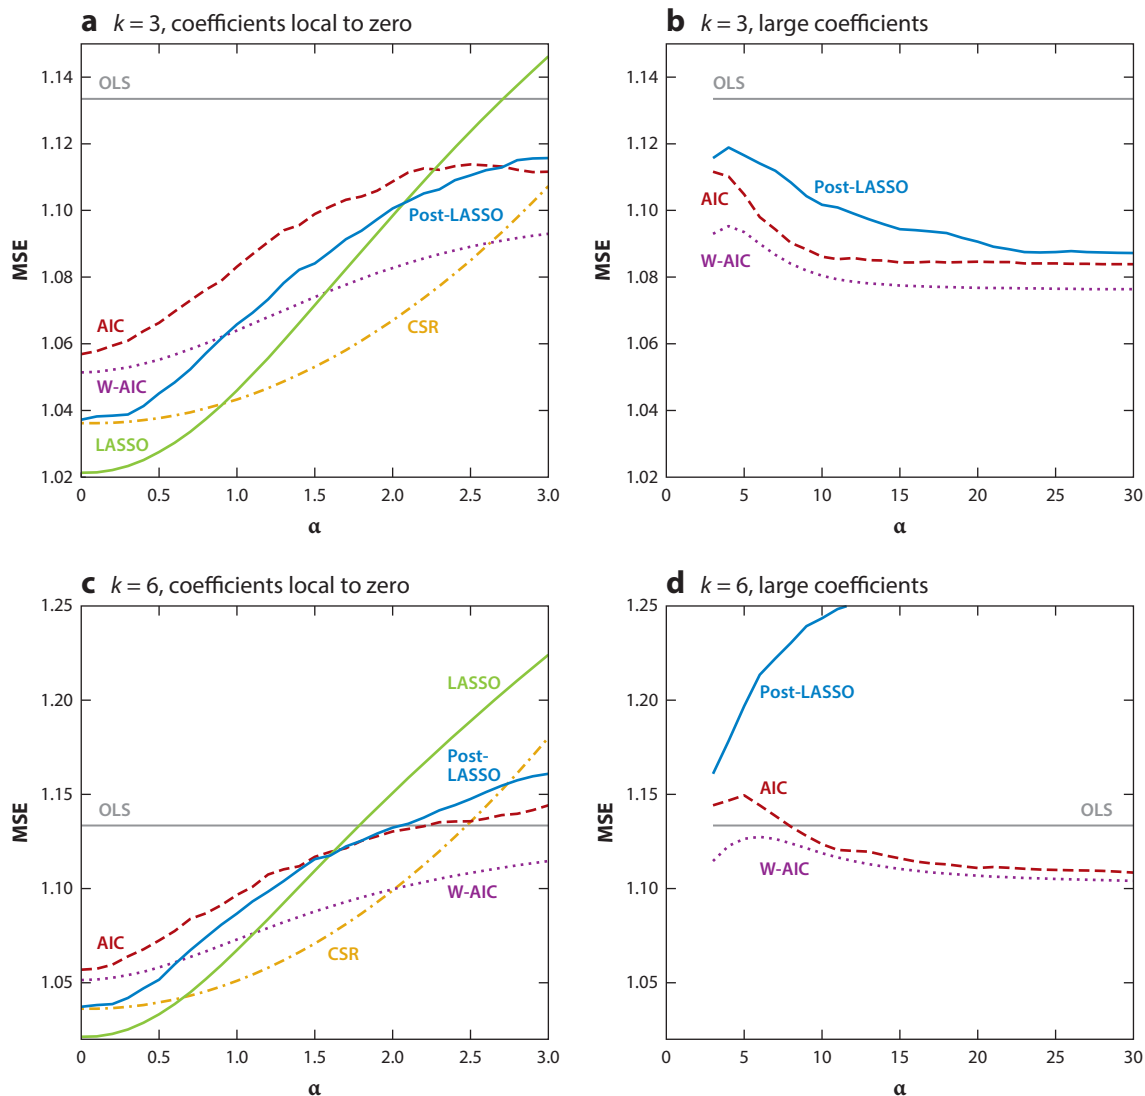 a k = 3, coefficients local to zero
1.14
1.12
1.10
1.08
1.06
1.04
1.02
MSE
OLS
Post-LASSO
AIC
W-AIC
CSR
LASSO
0 0.5 1.0 1.5 2.0 2.5 3.0
α
b k = 3, large coefficients
1.14
1.12
1.10
1.08
1.06
1.04
1.02
MSE
OLS
Post-LASSO
AIC
W-AIC
0 5 10 15 20 25 30
α
c k = 6, coefficients local to zero
1.25
1.20
1.15
1.10
1.05
MSE
LASSO
Post-
LASSO
OLS
W-AIC
AIC
CSR
0 0.5 1.0 1.5 2.0 2.5 3.0
α
d k = 6, large coefficients
1.25
1.20
1.15
1.10
1.05
MSE
Post-LASSO
AIC
OLS
W-AIC
0 5 10 15 20 25 30
α